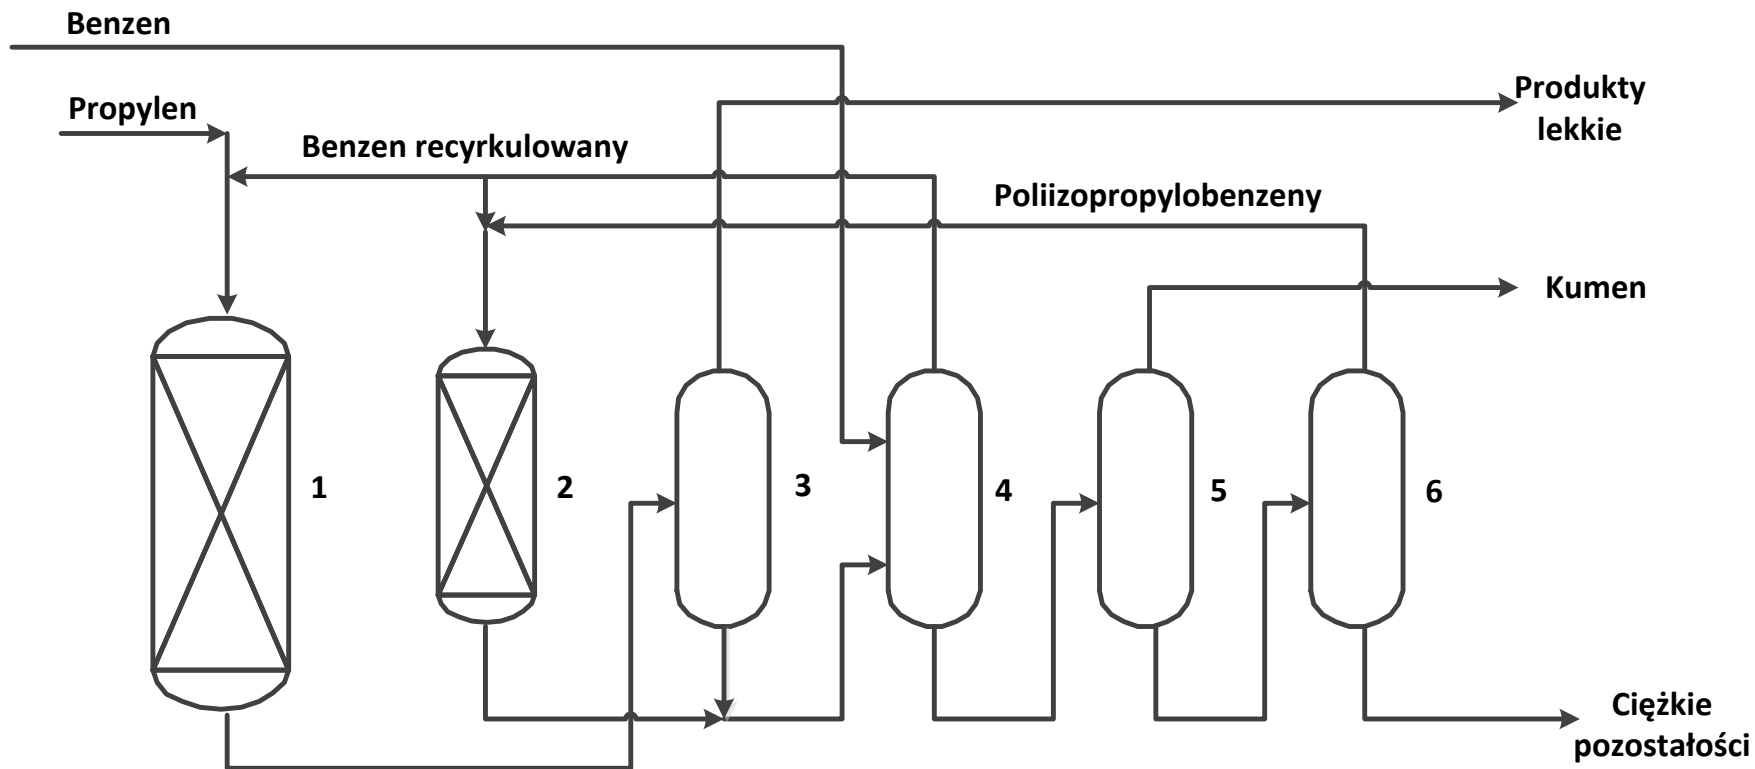 Benzen
Propylen
Produkty
lekkie
Benzen recyrkulowany
Poliizopropylobenzeny
Kumen
1
2
3
4
5
6
Ciężkie
pozostałości